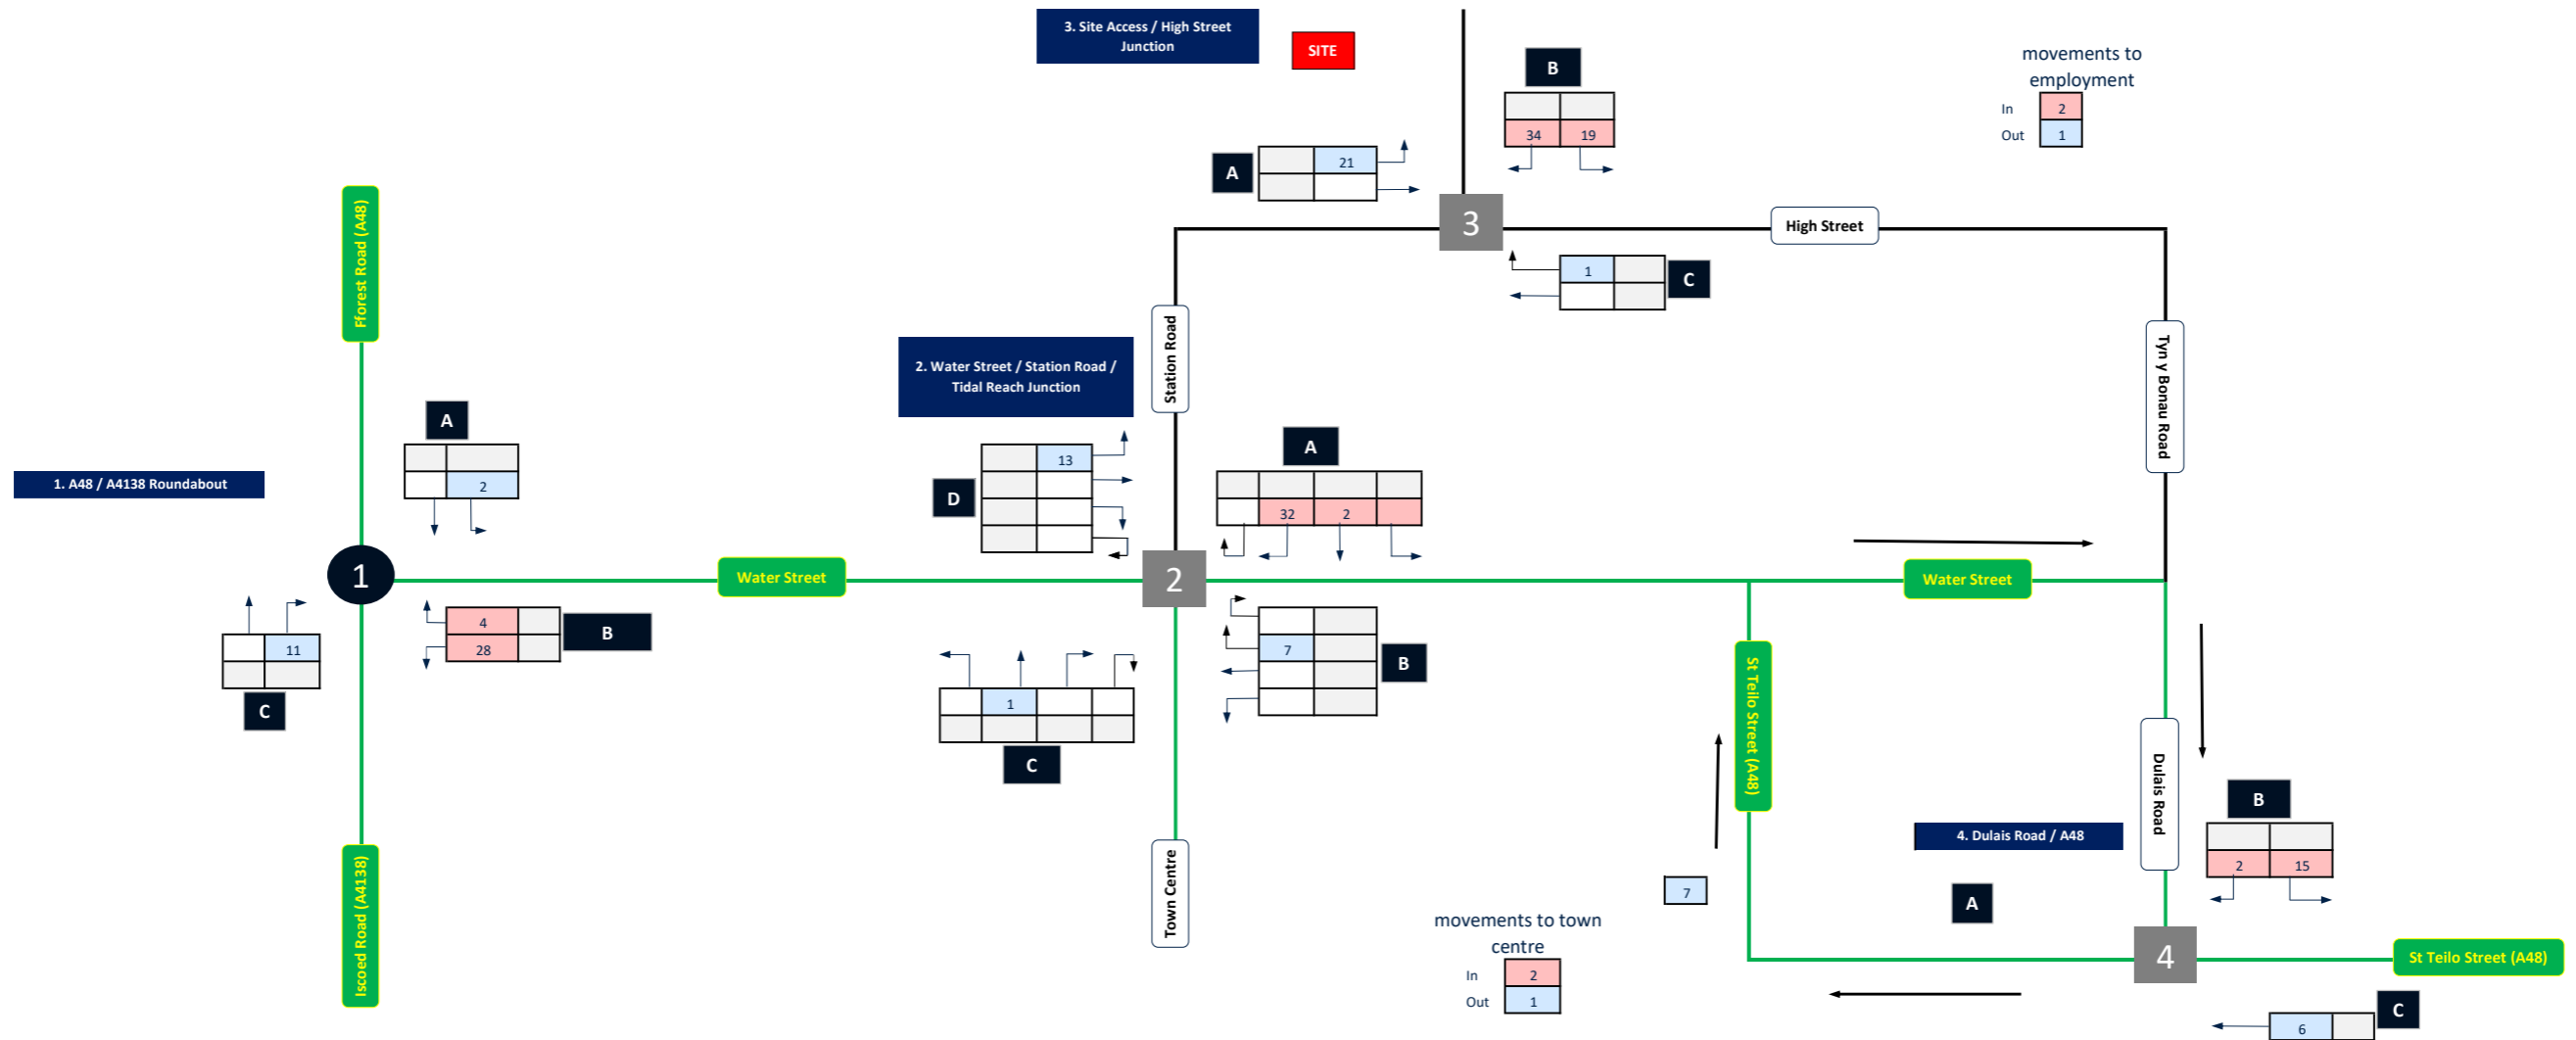 3. Site Access / High Street
Junction
SITE
B
34 19
movements to
employment
In 2
Out 1
A
21
3
High Street
1
C
Fforest Road (A48)
Station Road
Tyn y Bonau Road
2. Water Street / Station Road /
Tidal Reach Junction
A
2
1. A48 / A4138 Roundabout
D
13
A
32 2
1
Water Street
2
Water Street
4
28
B
11
C
7
B
1
C
St Teilo Street (A48)
Dulais Road
B
2 15
4. Dulais Road / A48
Iscoed Road (A4138)
Town Centre
7
A
movements to town
centre
In 2
Out 1
4
St Teilo Street (A48)
C
6